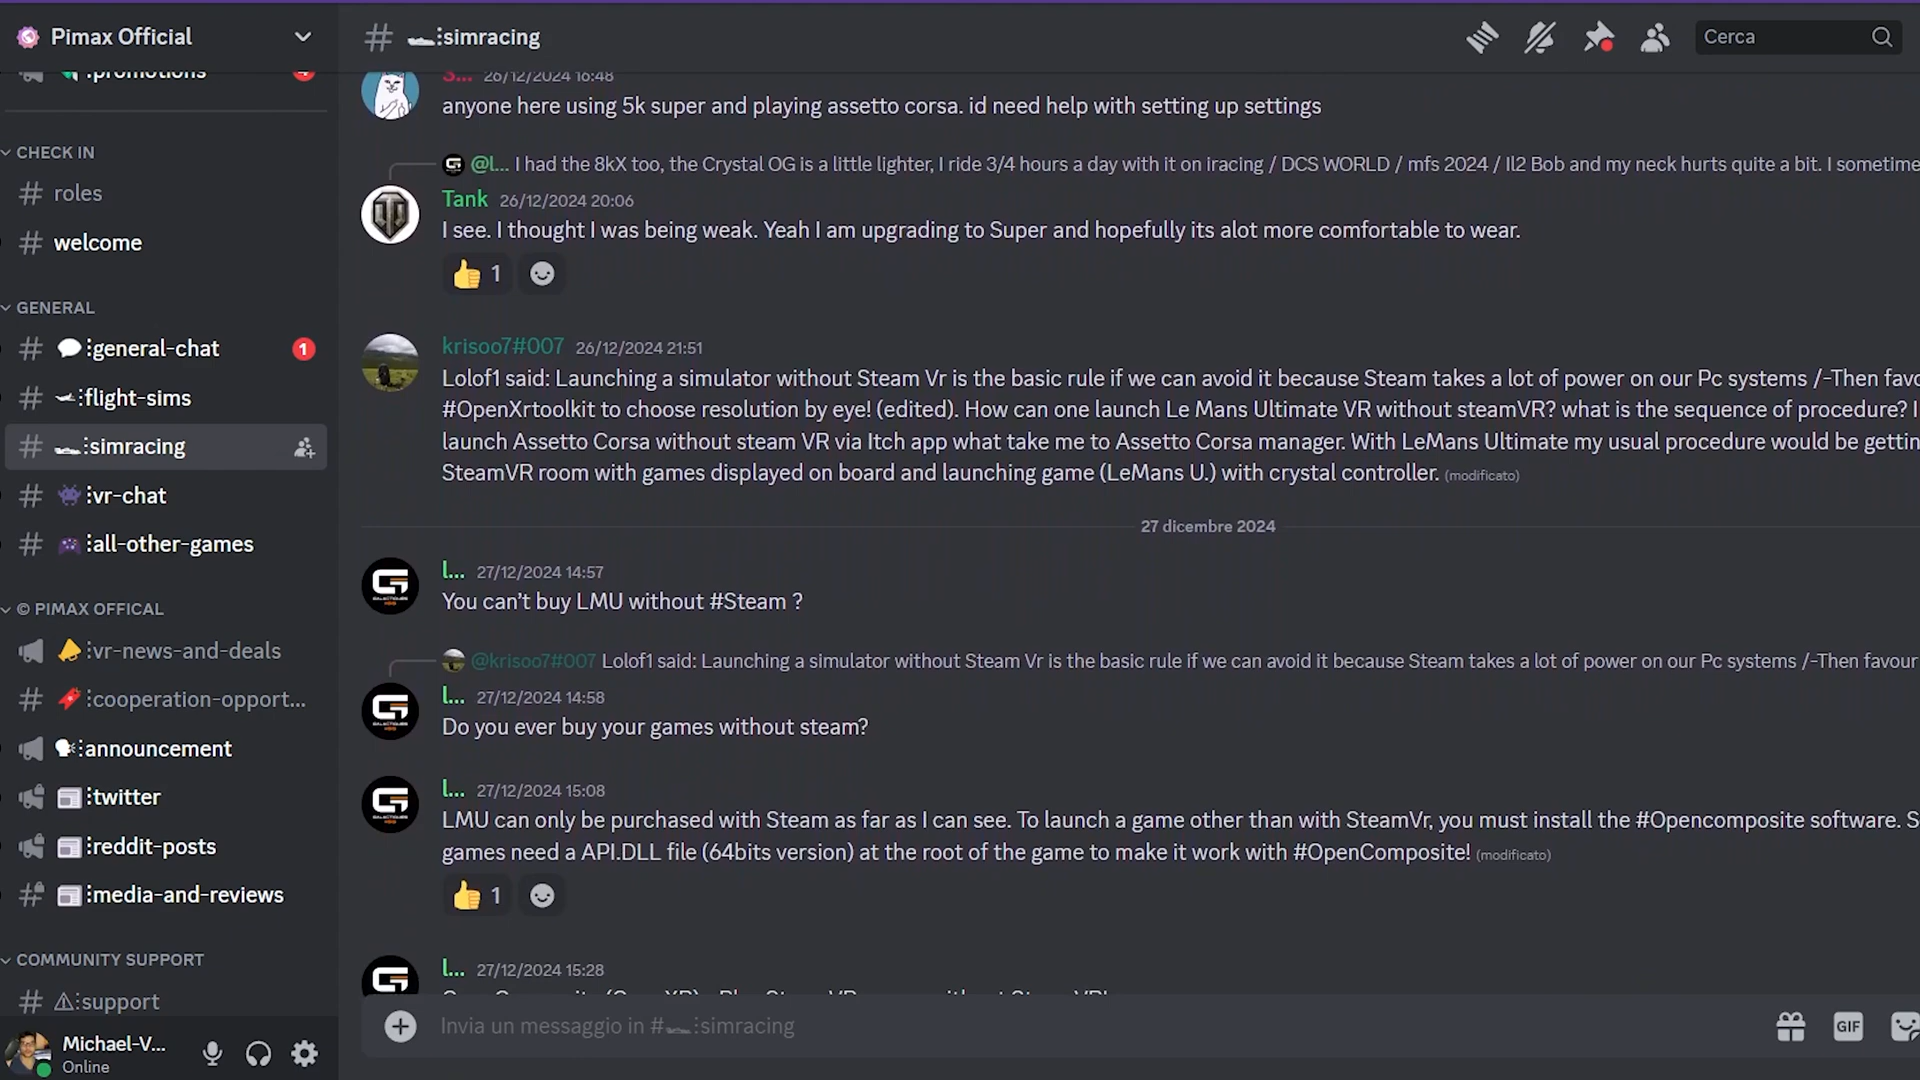 Pimax Official
simracing
Cerca
promotions
CHECK IN
roles
welcome
GENERAL
general-chat
1
flight-sims
simracing
vr-chat
all-other-games
© PIMAX OFFICAL
vr-news-and-deals
cooperation-opport...
announcement
twitter
reddit-posts
media-and-reviews
COMMUNITY SUPPORT
support
Michael-V...
Online
S... 26/12/2024 16:48
anyone here using 5k super and playing assetto corsa. id need help with setting up settings
@l... I had the 8kX too, the Crystal OG is a little lighter, I ride 3/4 hours a day with it on iracing / DCS WORLD / mfs 2024 / Il2 Bob and my neck hurts quite a bit. I sometime
Tank 26/12/2024 20:06
I see. I thought I was being weak. Yeah I am upgrading to Super and hopefully its alot more comfortable to wear.
1
krisoo7#007 26/12/2024 21:51
Lolof1 said: Launching a simulator without Steam Vr is the basic rule if we can avoid it because Steam takes a lot of power on our Pc systems /-Then favo
#OpenXrtoolkit to choose resolution by eye! (edited). How can one launch Le Mans Ultimate VR without steamVR? what is the sequence of procedure? I
launch Assetto Corsa without steam VR via Itch app what take me to Assetto Corsa manager. With LeMans Ultimate my usual procedure would be gettin
SteamVR room with games displayed on board and launching game (LeMans U.) with crystal controller. (modificato)
27 dicembre 2024
l... 27/12/2024 14:57
You can't buy LMU without #Steam ?
@krisoo7#007 Lolof1 said: Launching a simulator without Steam Vr is the basic rule if we can avoid it because Steam takes a lot of power on our Pc systems /-Then favour
l... 27/12/2024 14:58
Do you ever buy your games without steam?
l... 27/12/2024 15:08
LMU can only be purchased with Steam as far as I can see. To launch a game other than with SteamVr, you must install the #Opencomposite software. S
games need a API.DLL file (64bits version) at the root of the game to make it work with #OpenComposite! (modificato)
1
l... 27/12/2024 15:28
Invia un messaggio in # simracing
GIF